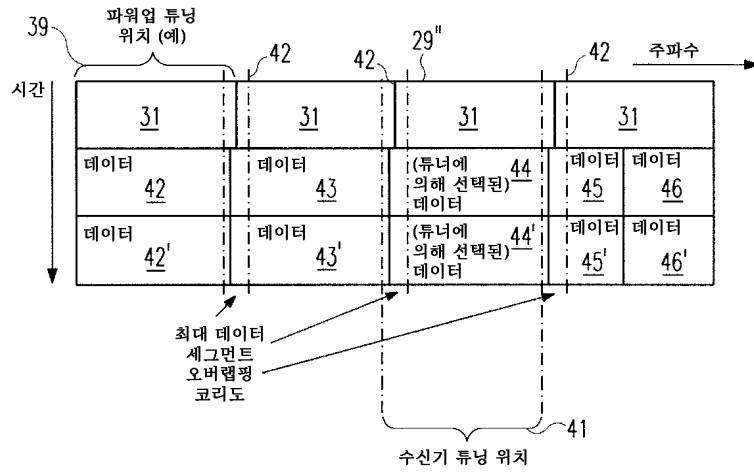 39
파워업 튜닝
위치 (예)
42
42
29"
42
주파수
시간
31
31
31
31
데이터
42
데이터
43
(튜너에
의해 선택된)
데이터
44
데이터
45
데이터
46
데이터
42'
데이터
43'
(튜너에
의해 선택된)
데이터
44'
데이터
45'
데이터
46'
최대 데이터
세그먼트
오버랩핑
코리도
수신기 튜닝 위치
41